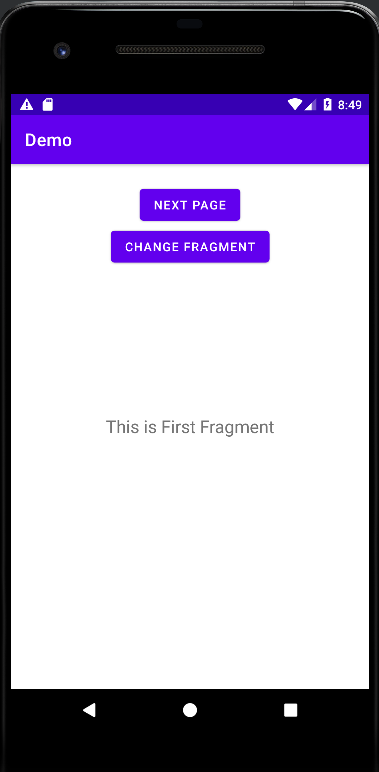 8:49
Demo
NEXT PAGE
CHANGE FRAGMENT
This is First Fragment